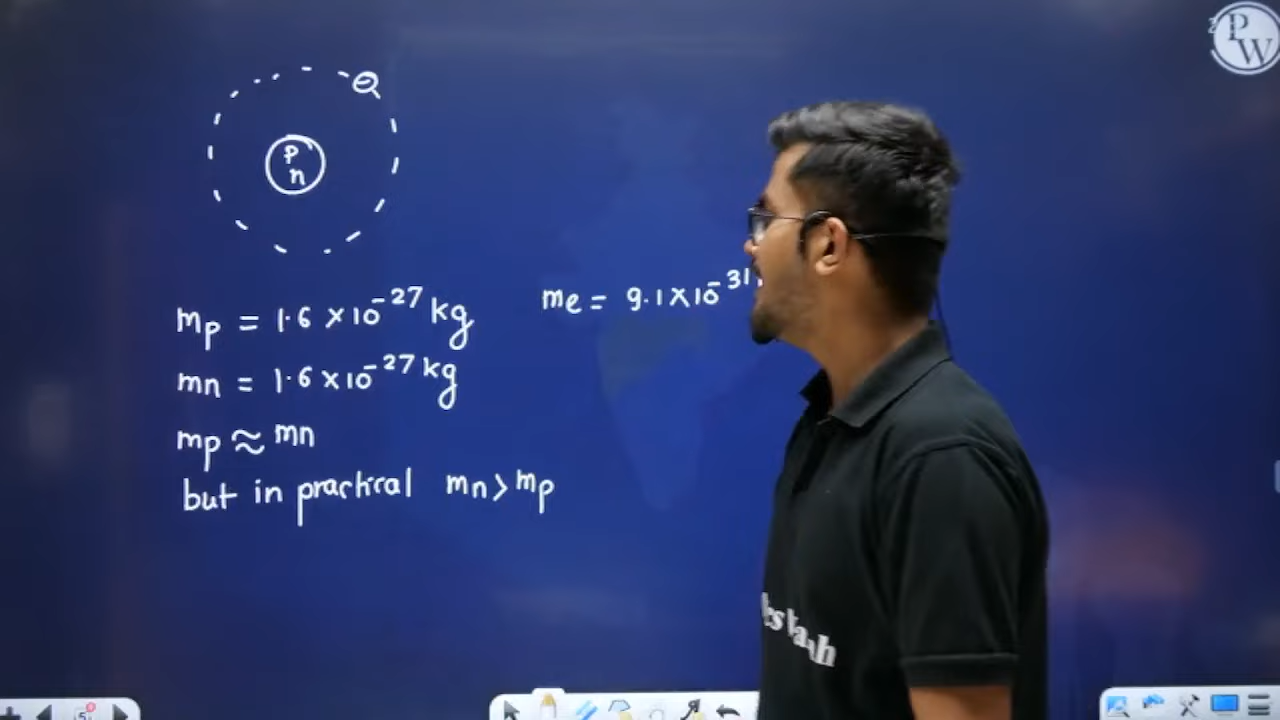 PW
p
n
mp = 1.6 × 10⁻²⁷ kg
me = 9.1 × 10⁻³¹
mn = 1.6 × 10⁻²⁷ kg
mp ≈ mn
but in practical mn > mp